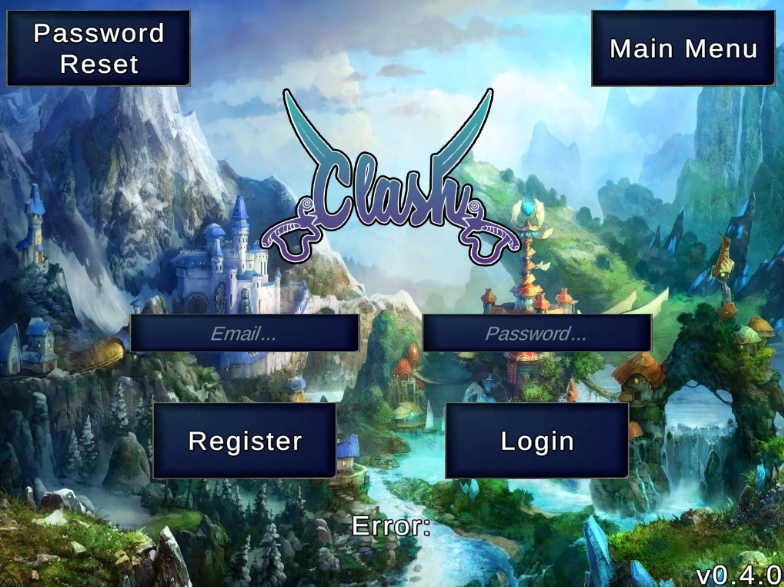 Password
Reset
Main Menu
Clash
Email...
Password...
Register
Login
Error:
v0.4.0